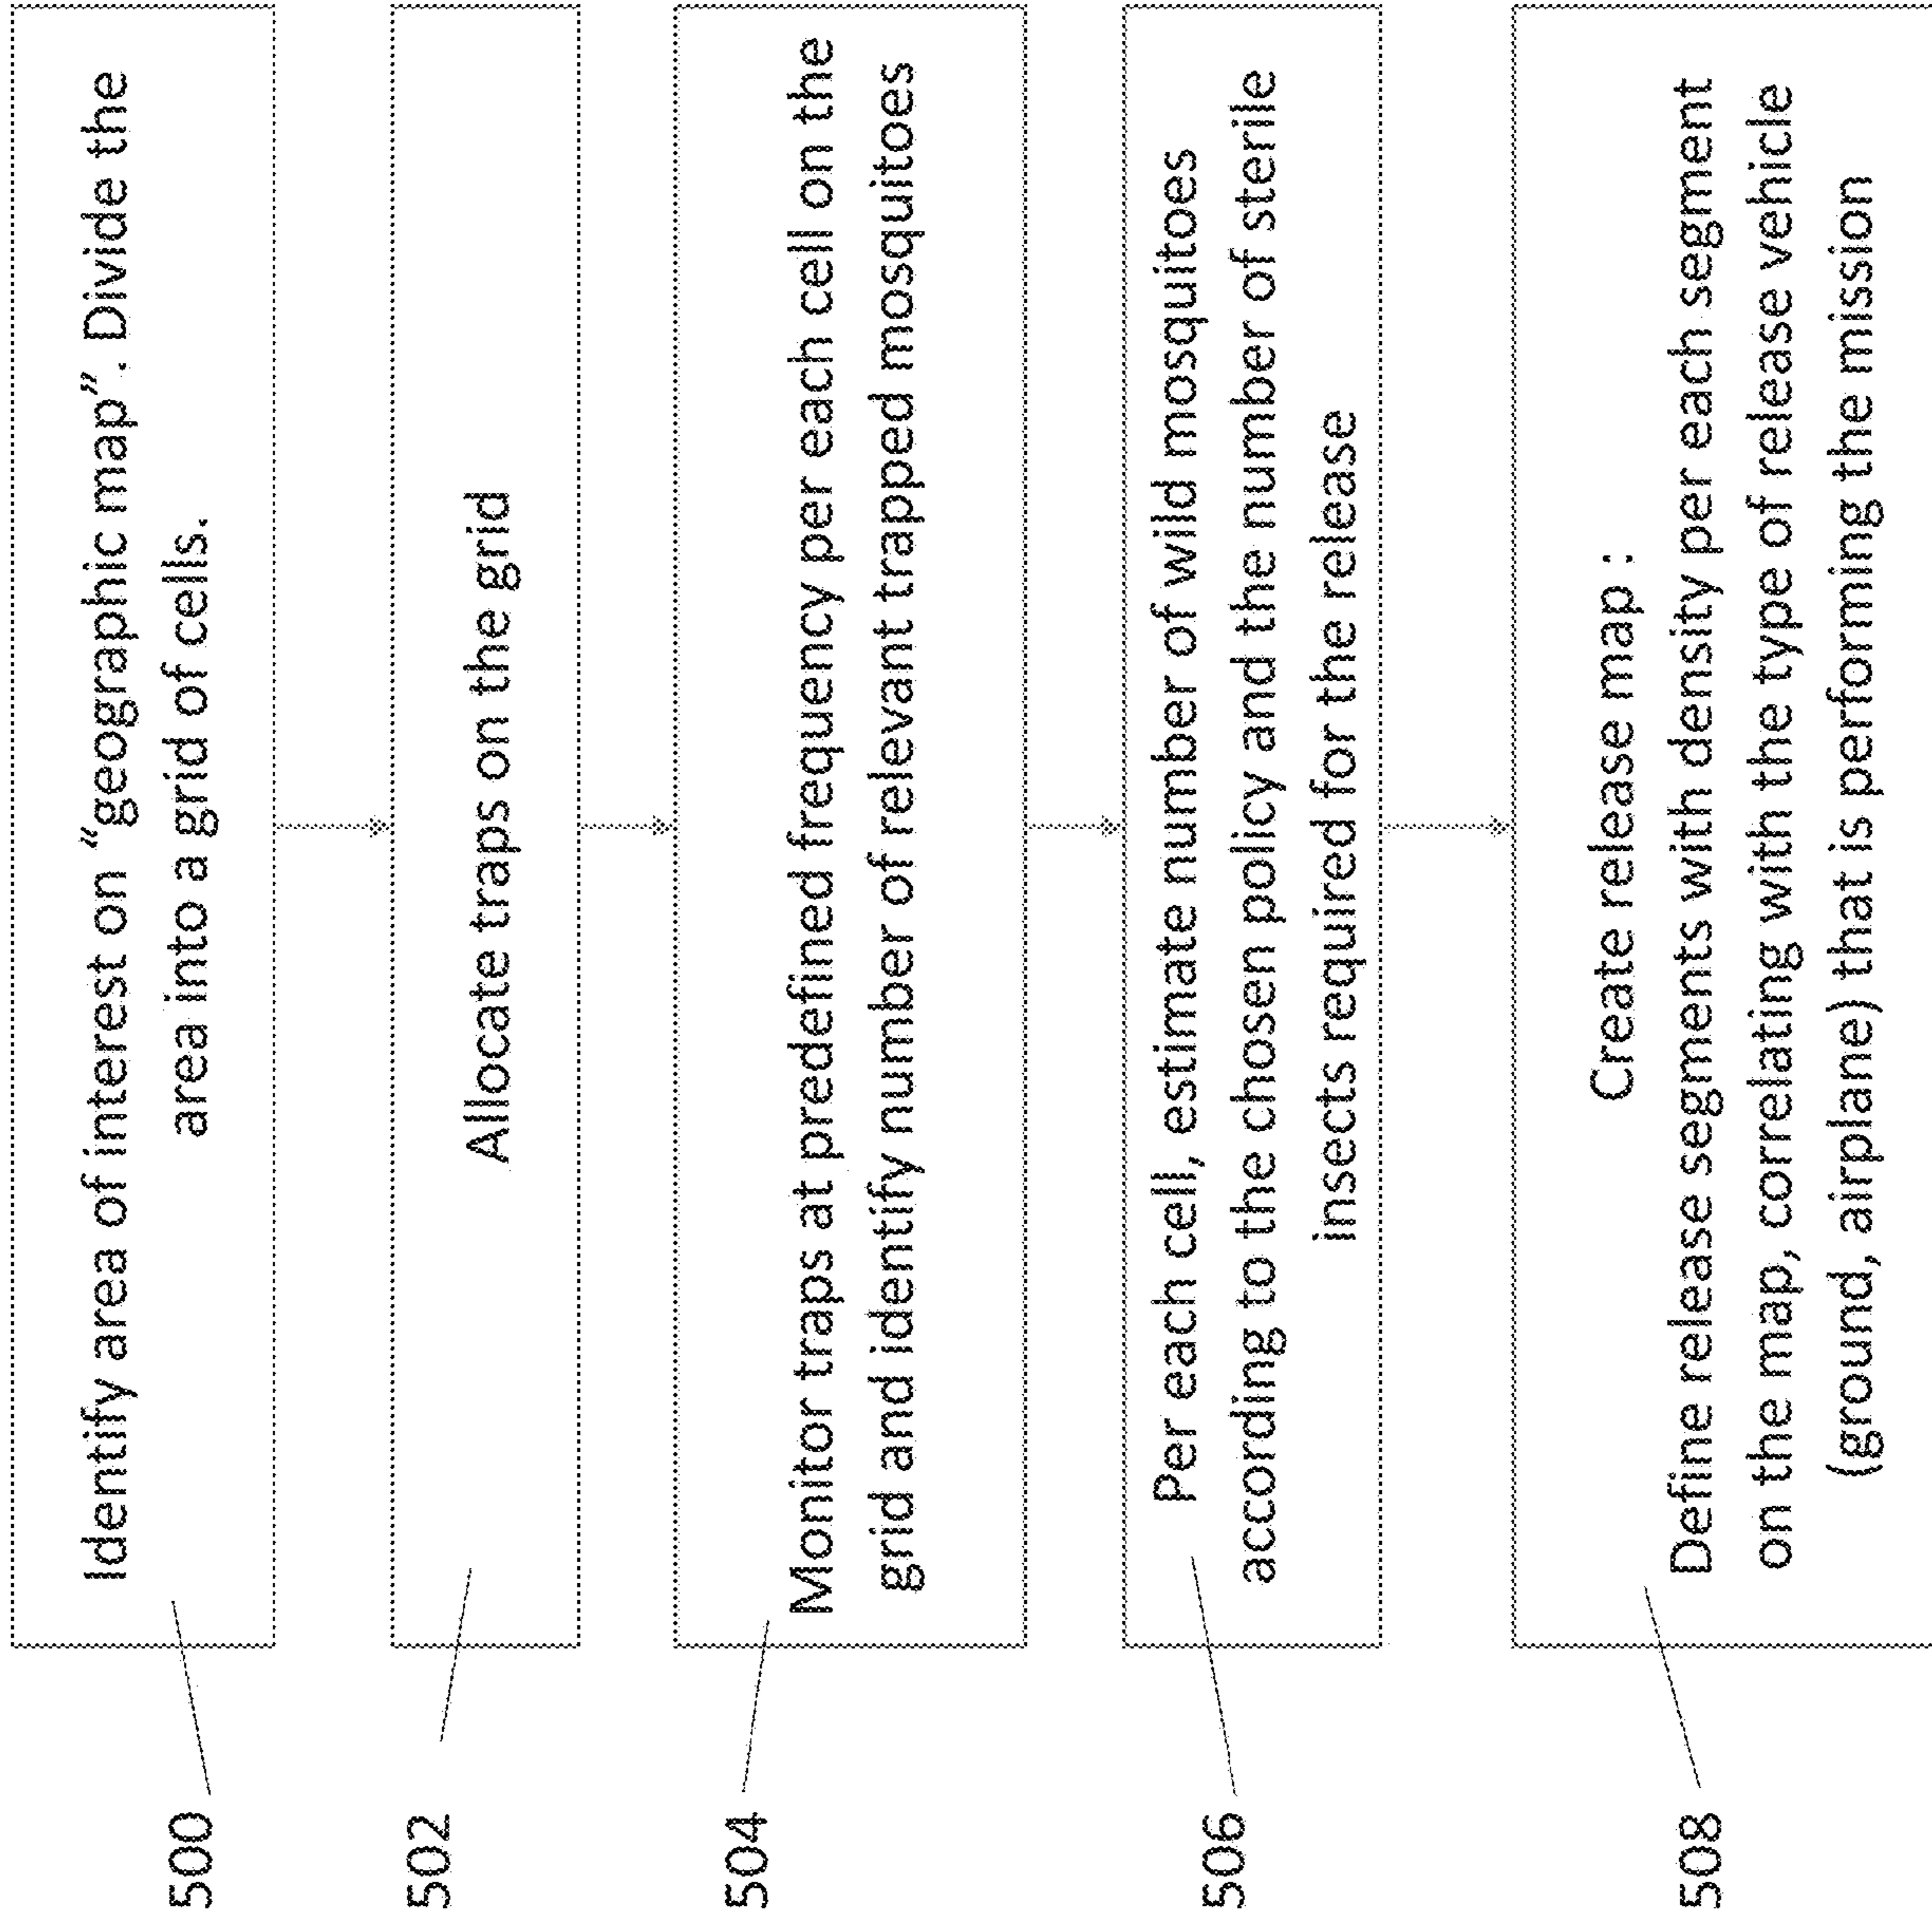 500
Identify area of interest on "geographic map". Divide the
area into a grid of cells.
502
Allocate traps on the grid
504
Monitor traps at predefined frequency per each cell on the
grid and identify number of relevant trapped mosquitoes
506
Per each cell, estimate number of wild mosquitoes
according to the chosen policy and the number of sterile
insects required for the release
508
Create release map :
Define release segments with density per each segment
on the map, correlating with the type of release vehicle
(ground, airplane) that is performing the mission